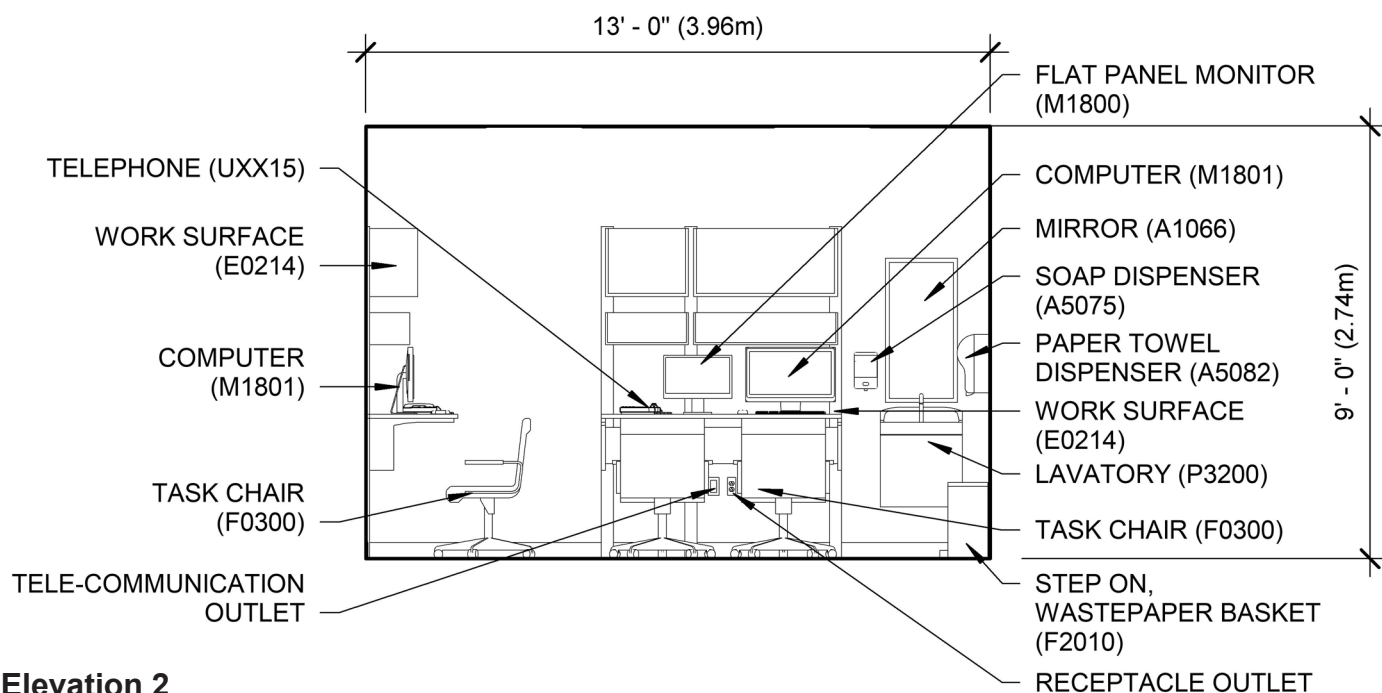 13' - 0" (3.96m)
FLAT PANEL MONITOR
(M1800)
TELEPHONE (UXX15)
COMPUTER (M1801)
WORK SURFACE
(E0214)
MIRROR (A1066)
SOAP DISPENSER
(A5075)
9' - 0" (2.74m)
COMPUTER
(M1801)
PAPER TOWEL
DISPENSER (A5082)
WORK SURFACE
(E0214)
LAVATORY (P3200)
TASK CHAIR
(F0300)
TASK CHAIR (F0300)
TELE-COMMUNICATION
OUTLET
STEP ON,
WASTEPAPER BASKET
(F2010)
RECEPTACLE OUTLET
Elevation 2